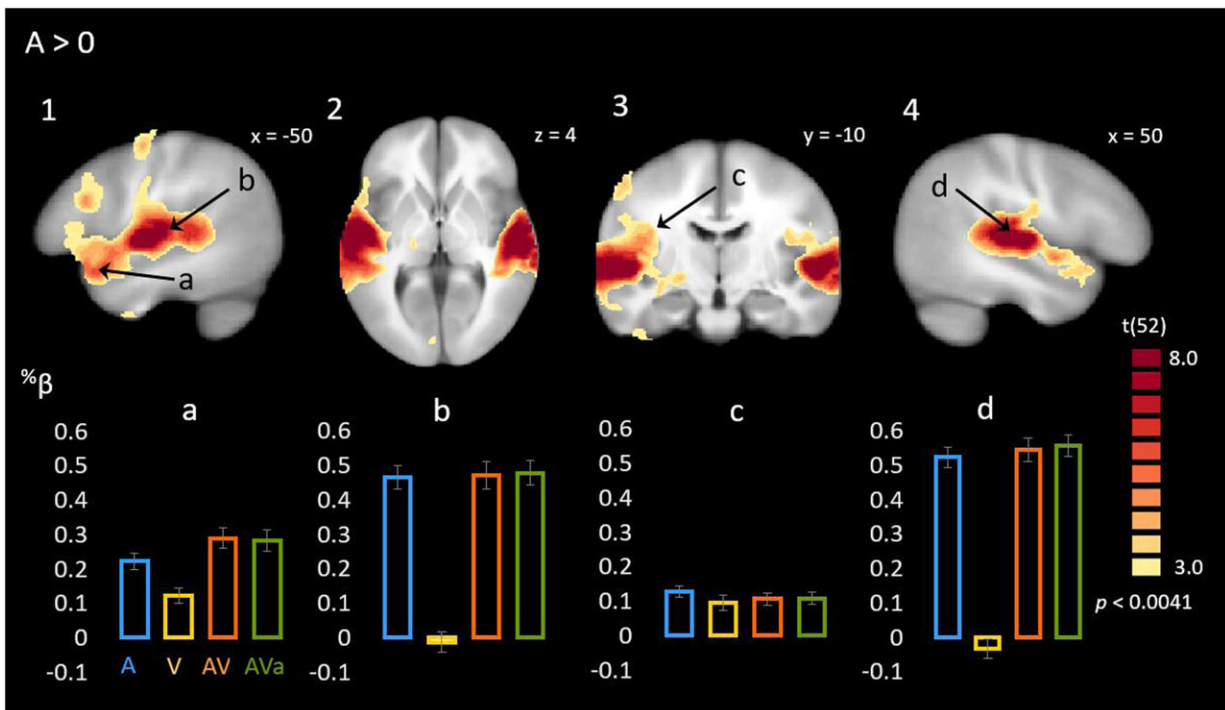 A > 0
1
x = -50
2
z = 4
3
y = -10
4
x = 50
b
a
c
d
t(52)
8.0
3.0
p < 0.0041
%β
a
0.6
0.5
0.4
0.3
0.2
0.1
0
-0.1
A V AV AVa
b
0.6
0.5
0.4
0.3
0.2
0.1
0
-0.1
c
0.6
0.5
0.4
0.3
0.2
0.1
0
-0.1
d
0.6
0.5
0.4
0.3
0.2
0.1
0
-0.1